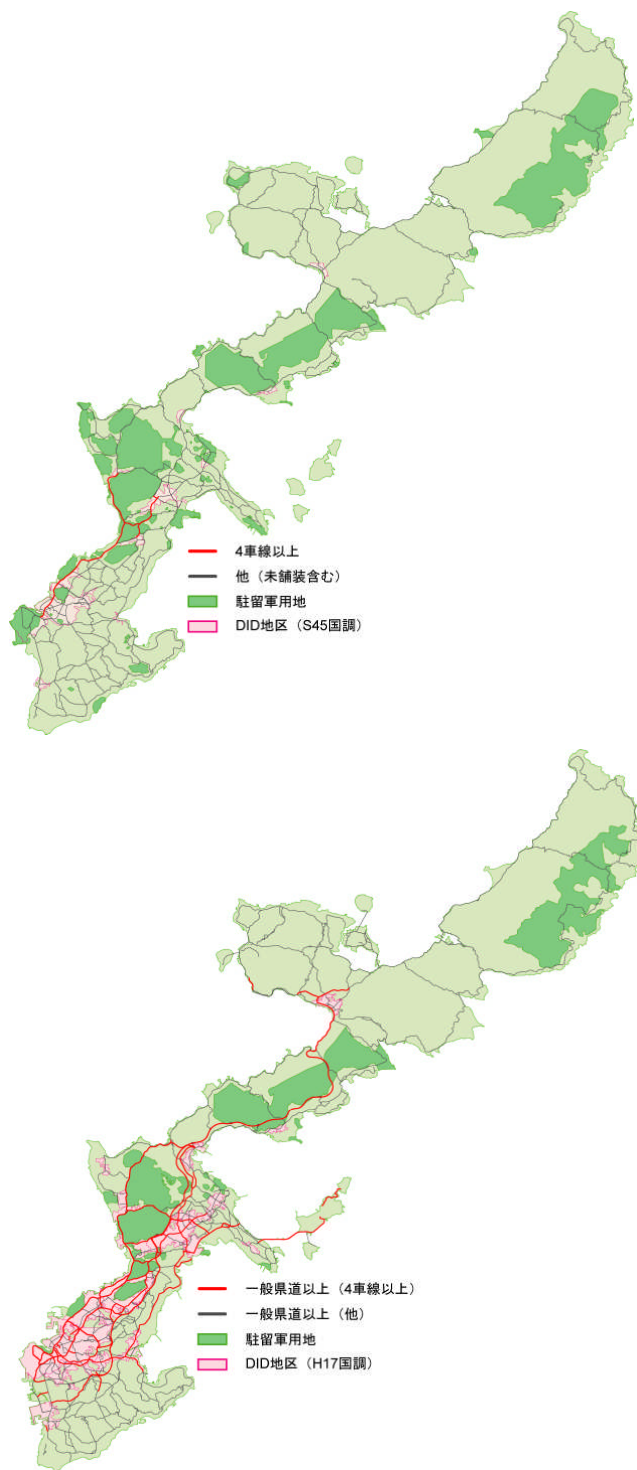 4車線以上
他（未舗装含む）
駐留軍用地
DID地区（S45国調）
一般県道以上（4車線以上）
一般県道以上（他）
駐留軍用地
DID地区（H17国調）